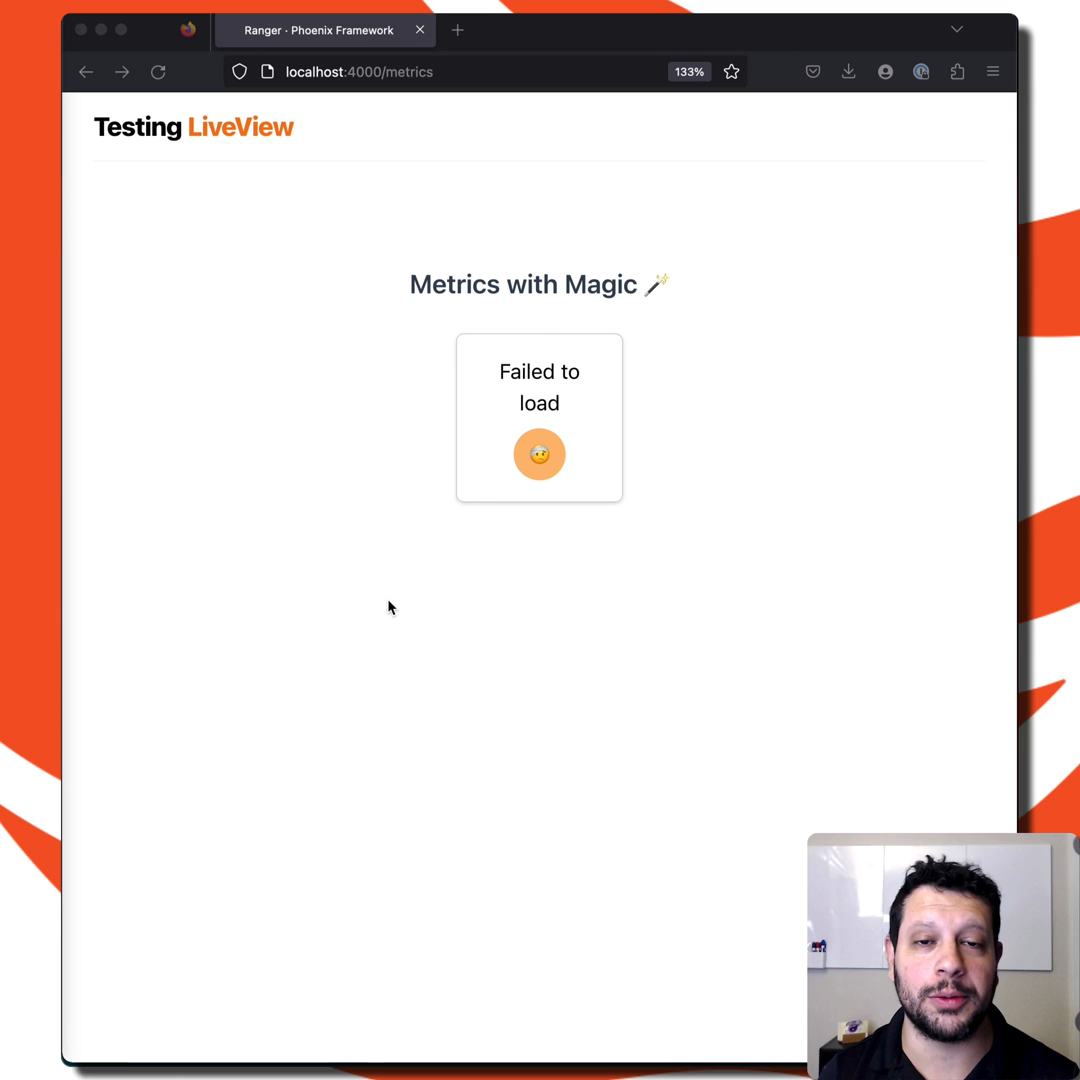 Ranger · Phoenix Framework
localhost:4000/metrics
133%
Testing LiveView
Metrics with Magic 🪄
Failed to
load
🤕